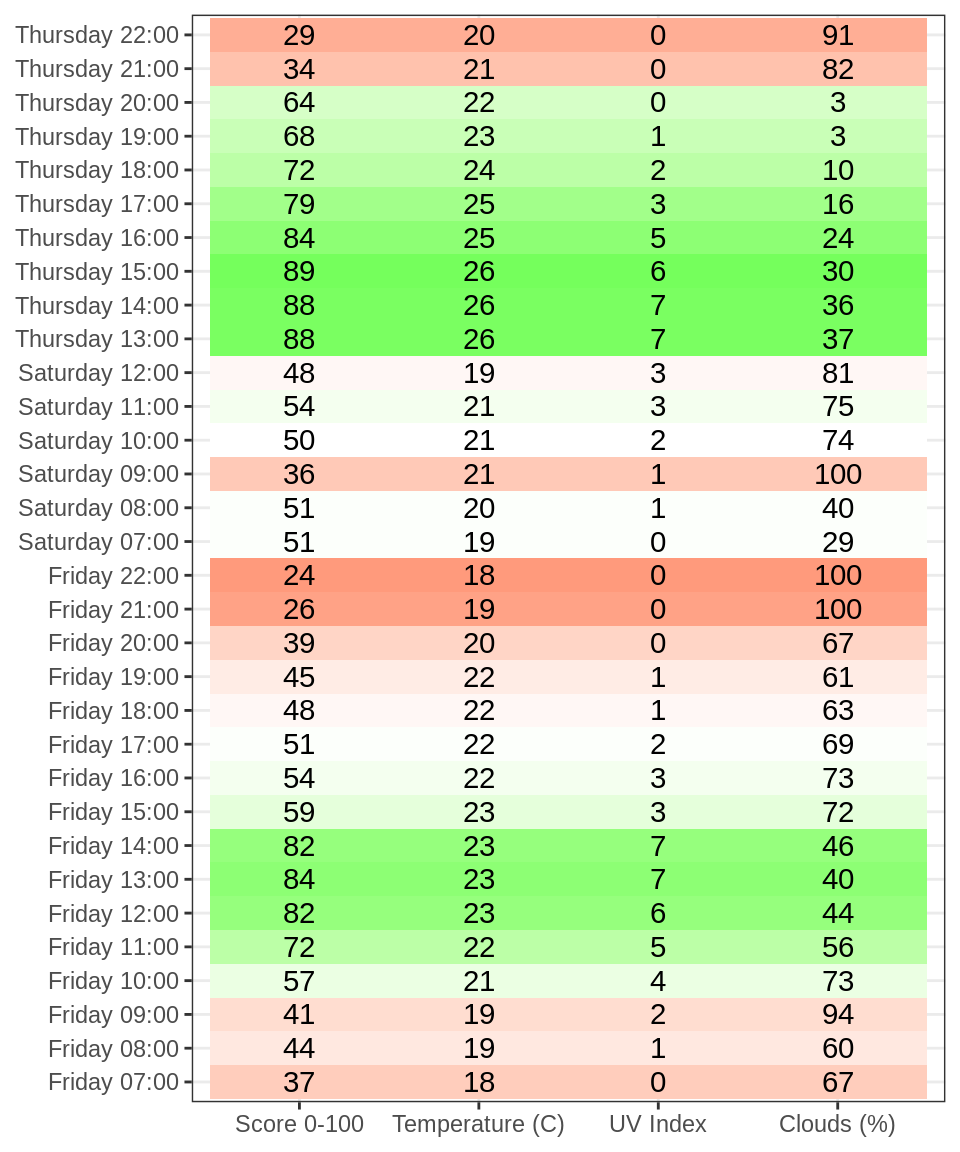 Thursday 22:00 29 20 0 91
Thursday 21:00 34 21 0 82
Thursday 20:00 64 22 0 3
Thursday 19:00 68 23 1 3
Thursday 18:00 72 24 2 10
Thursday 17:00 79 25 3 16
Thursday 16:00 84 25 5 24
Thursday 15:00 89 26 6 30
Thursday 14:00 88 26 7 36
Thursday 13:00 88 26 7 37
Saturday 12:00 48 19 3 81
Saturday 11:00 54 21 3 75
Saturday 10:00 50 21 2 74
Saturday 09:00 36 21 1 100
Saturday 08:00 51 20 1 40
Saturday 07:00 51 19 0 29
Friday 22:00 24 18 0 100
Friday 21:00 26 19 0 100
Friday 20:00 39 20 0 67
Friday 19:00 45 22 1 61
Friday 18:00 48 22 1 63
Friday 17:00 51 22 2 69
Friday 16:00 54 22 3 73
Friday 15:00 59 23 3 72
Friday 14:00 82 23 7 46
Friday 13:00 84 23 7 40
Friday 12:00 82 23 6 44
Friday 11:00 72 22 5 56
Friday 10:00 57 21 4 73
Friday 09:00 41 19 2 94
Friday 08:00 44 19 1 60
Friday 07:00 37 18 0 67
Score 0-100 Temperature (C) UV Index Clouds (%)